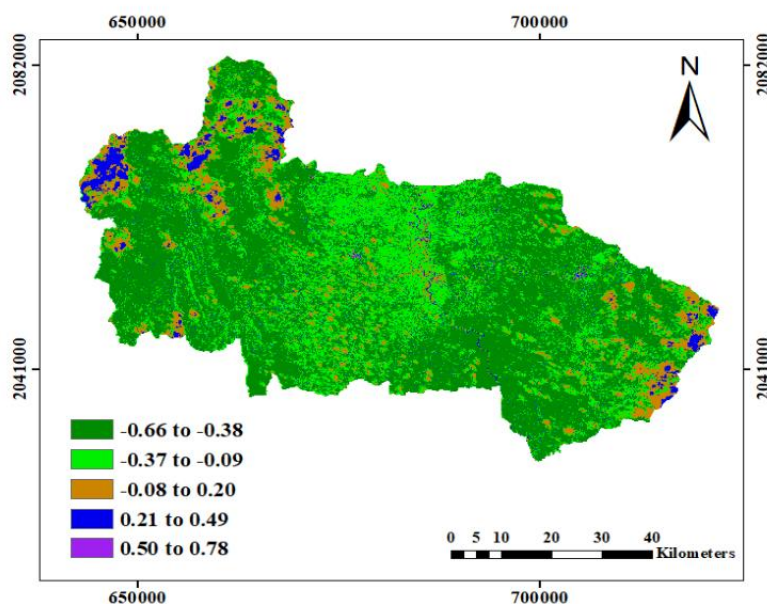 650000 700000
2082000 2082000
N
2041000 2041000
-0.66 to -0.38
-0.37 to -0.09
-0.08 to 0.20
0.21 to 0.49
0.50 to 0.78
0 5 10 20 30 40
Kilometers
650000 700000